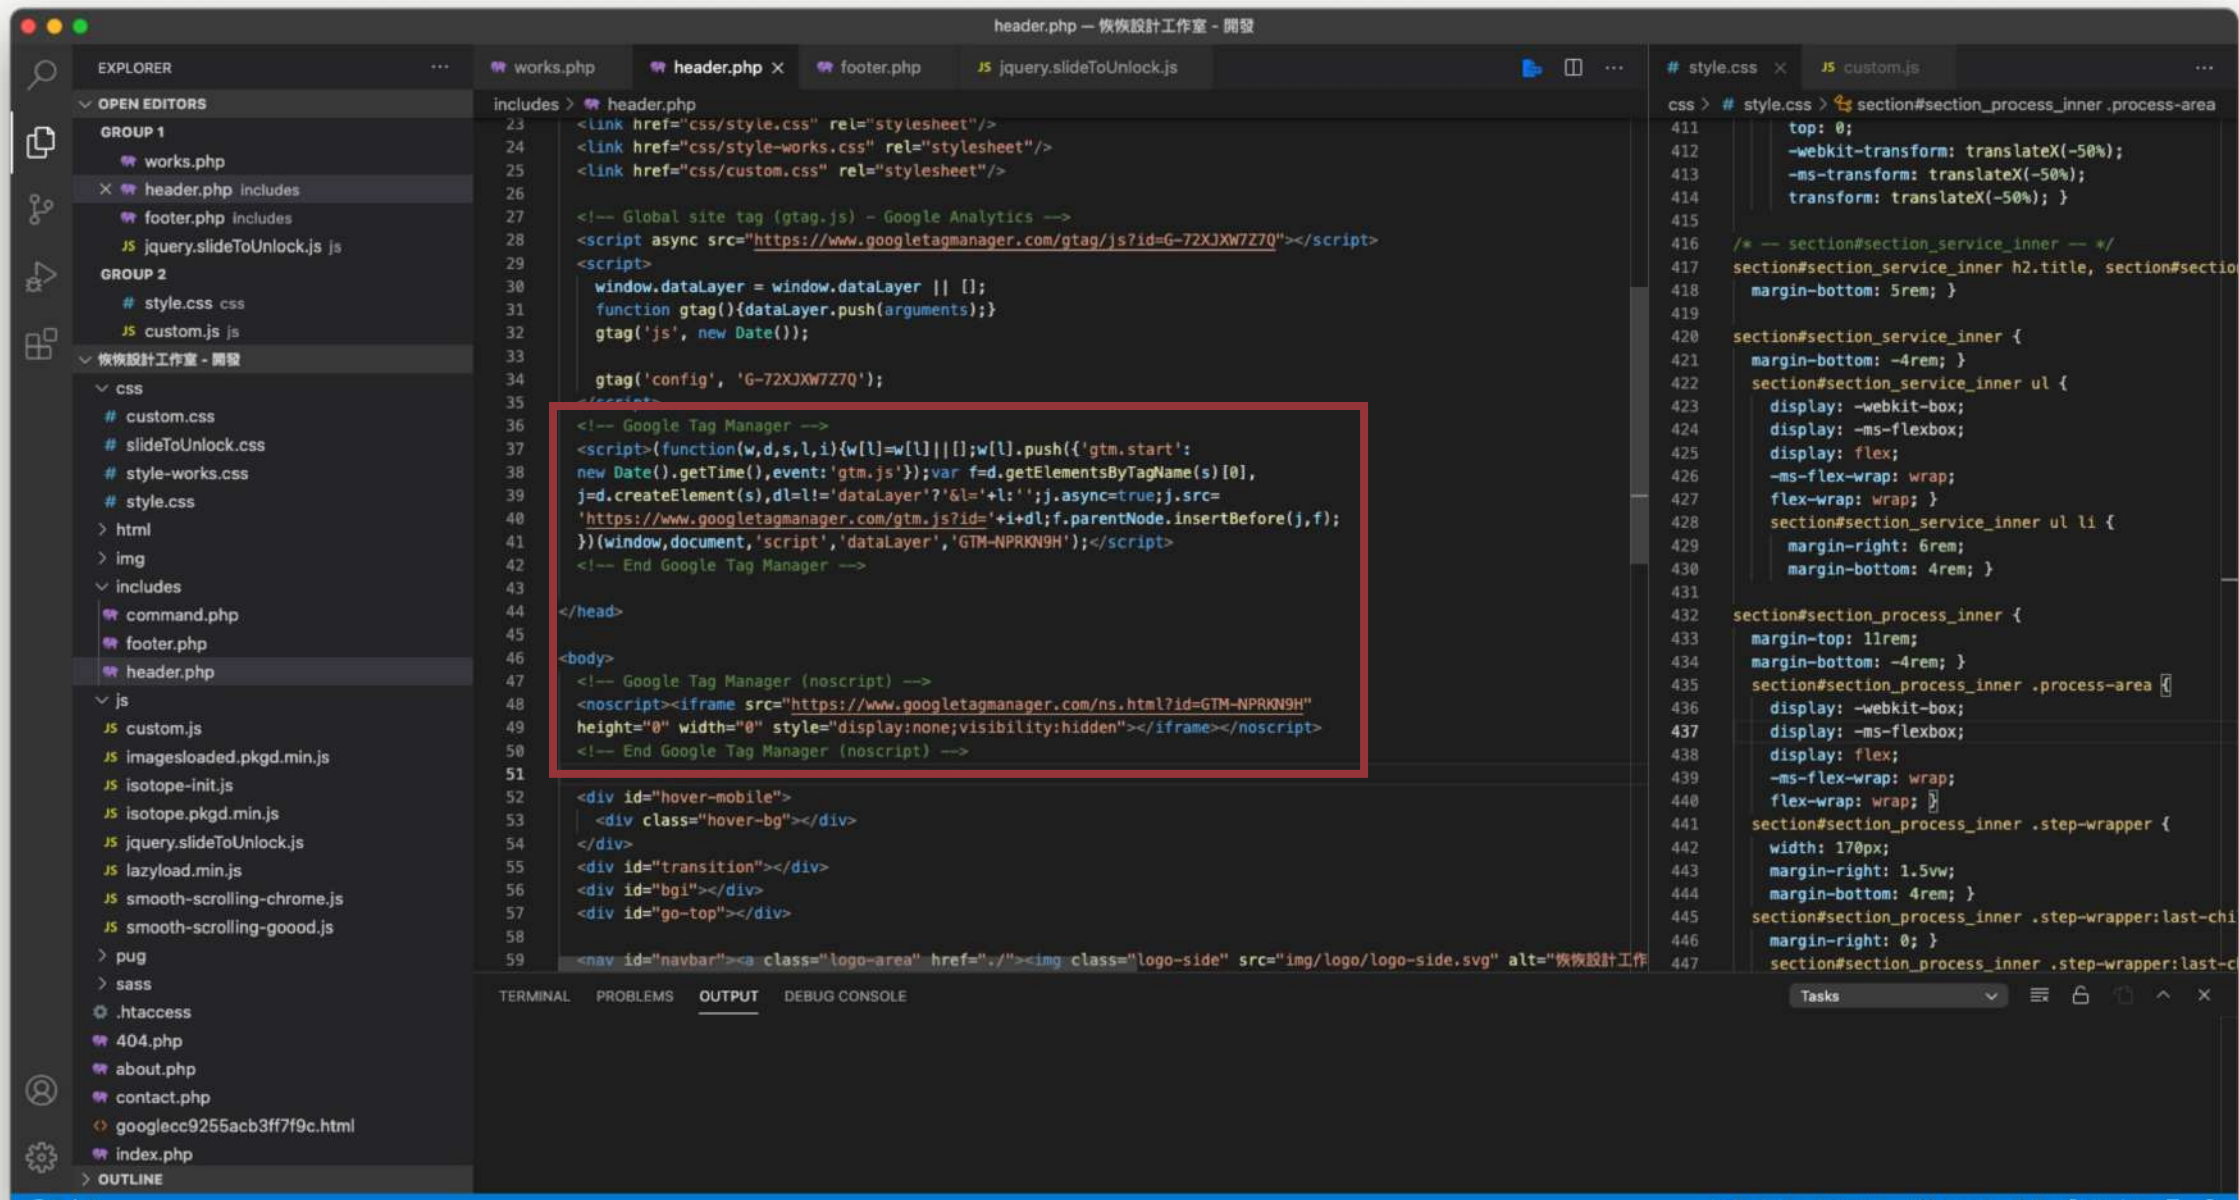 header.php — 恢恢設計工作室 - 開發
EXPLORER
OPEN EDITORS
GROUP 1
works.php
header.php includes
footer.php includes
JS jquery.slideToUnlock.js js
GROUP 2
# style.css css
JS custom.js js
恢恢設計工作室 - 開發
css
# custom.css
# slideToUnlock.css
# style-works.css
# style.css
html
img
includes
command.php
footer.php
header.php
js
JS custom.js
JS imagesloaded.pkgd.min.js
JS isotope-init.js
JS isotope.pkgd.min.js
JS jquery.slideToUnlock.js
JS lazyload.min.js
JS smooth-scrolling-chrome.js
JS smooth-scrolling-goood.js
pug
sass
.htaccess
404.php
about.php
contact.php
<> googlecc9255acb3ff7f9c.html
index.php
OUTLINE
works.php header.php × footer.php JS jquery.slideToUnlock.js
includes > header.php
23 <link href="css/style.css" rel="stylesheet"/>
24 <link href="css/style-works.css" rel="stylesheet"/>
25 <link href="css/custom.css" rel="stylesheet"/>
26
27 <!-- Global site tag (gtag.js) - Google Analytics -->
28 <script async src="https://www.googletagmanager.com/gtag/js?id=G-72XJXW7Z7Q"></script>
29 <script>
30 window.dataLayer = window.dataLayer || [];
31 function gtag(){dataLayer.push(arguments);}
32 gtag('js', new Date());
33
34 gtag('config', 'G-72XJXW7Z7Q');
35 </script>
36 <!-- Google Tag Manager -->
37 <script>(function(w,d,s,l,i){w[l]=w[l]||[];w[l].push({'gtm.start':
38 new Date().getTime(),event:'gtm.js'});var f=d.getElementsByTagName(s)[0],
39 j=d.createElement(s),dl=l!='dataLayer'?'&l='+l:'';j.async=true;j.src=
40 'https://www.googletagmanager.com/gtm.js?id='+i+dl;f.parentNode.insertBefore(j,f);
41 })(window,document,'script','dataLayer','GTM-NPRKN9H');</script>
42 <!-- End Google Tag Manager -->
43
44 </head>
45
46 <body>
47 <!-- Google Tag Manager (noscript) -->
48 <noscript><iframe src="https://www.googletagmanager.com/ns.html?id=GTM-NPRKN9H"
49 height="0" width="0" style="display:none;visibility:hidden"></iframe></noscript>
50 <!-- End Google Tag Manager (noscript) -->
51
52 <div id="hover-mobile">
53 <div class="hover-bg"></div>
54 </div>
55 <div id="transition"></div>
56 <div id="bgi"></div>
57 <div id="go-top"></div>
58
59 <nav id="navbar"><a class="logo-area" href="./"><img class="logo-side" src="img/logo/logo-side.svg" alt="恢恢設計工作
# style.css × JS custom.js
css > # style.css > section#section_process_inner .process-area
411 top: 0;
412 -webkit-transform: translateX(-50%);
413 -ms-transform: translateX(-50%);
414 transform: translateX(-50%); }
415
416 /* -- section#section_service_inner -- */
417 section#section_service_inner h2.title, section#sectio
418 margin-bottom: 5rem; }
419
420 section#section_service_inner {
421 margin-bottom: -4rem; }
422 section#section_service_inner ul {
423 display: -webkit-box;
424 display: -ms-flexbox;
425 display: flex;
426 -ms-flex-wrap: wrap;
427 flex-wrap: wrap; }
428 section#section_service_inner ul li {
429 margin-right: 6rem;
430 margin-bottom: 4rem; }
431
432 section#section_process_inner {
433 margin-top: 11rem;
434 margin-bottom: -4rem; }
435 section#section_process_inner .process-area {
436 display: -webkit-box;
437 display: -ms-flexbox;
438 display: flex;
439 -ms-flex-wrap: wrap;
440 flex-wrap: wrap; }
441 section#section_process_inner .step-wrapper {
442 width: 170px;
443 margin-right: 1.5vw;
444 margin-bottom: 4rem; }
445 section#section_process_inner .step-wrapper:last-chi
446 margin-right: 0; }
447 section#section_process_inner .step-wrapper:last-c
TERMINAL PROBLEMS OUTPUT DEBUG CONSOLE
Tasks